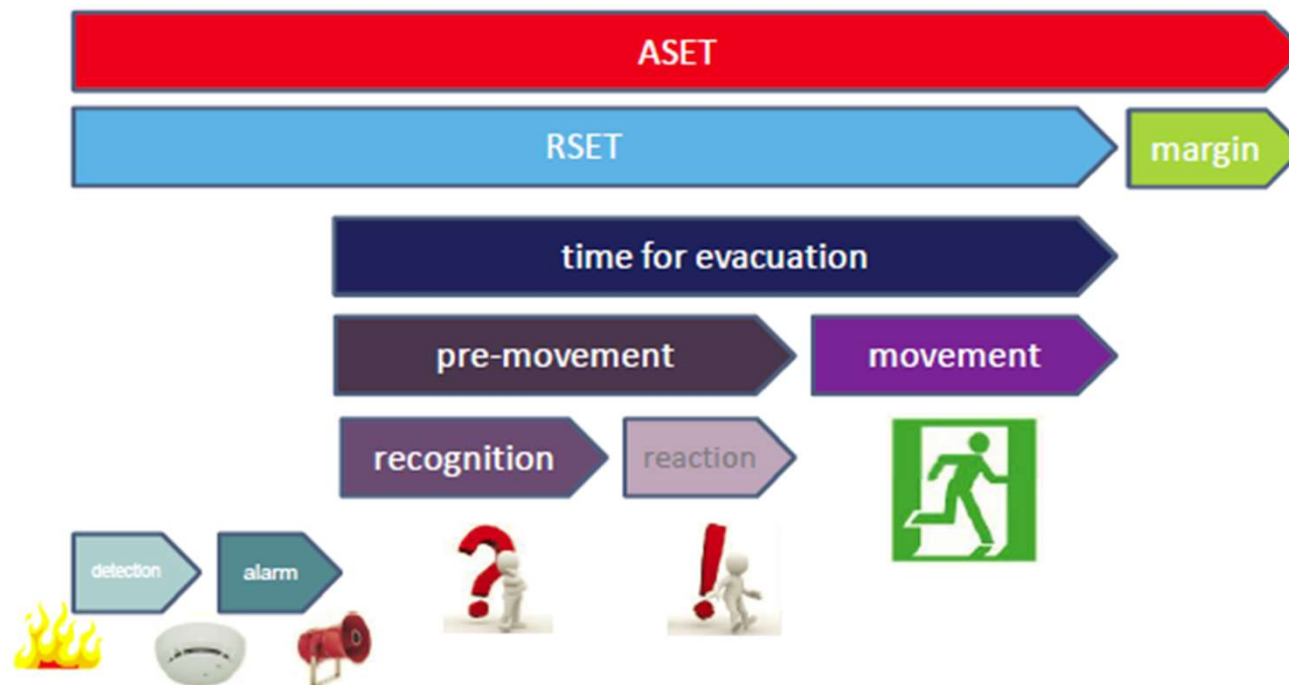 ASET
RSET
margin
time for evacuation
pre-movement
movement
recognition
reaction
detection
alarm